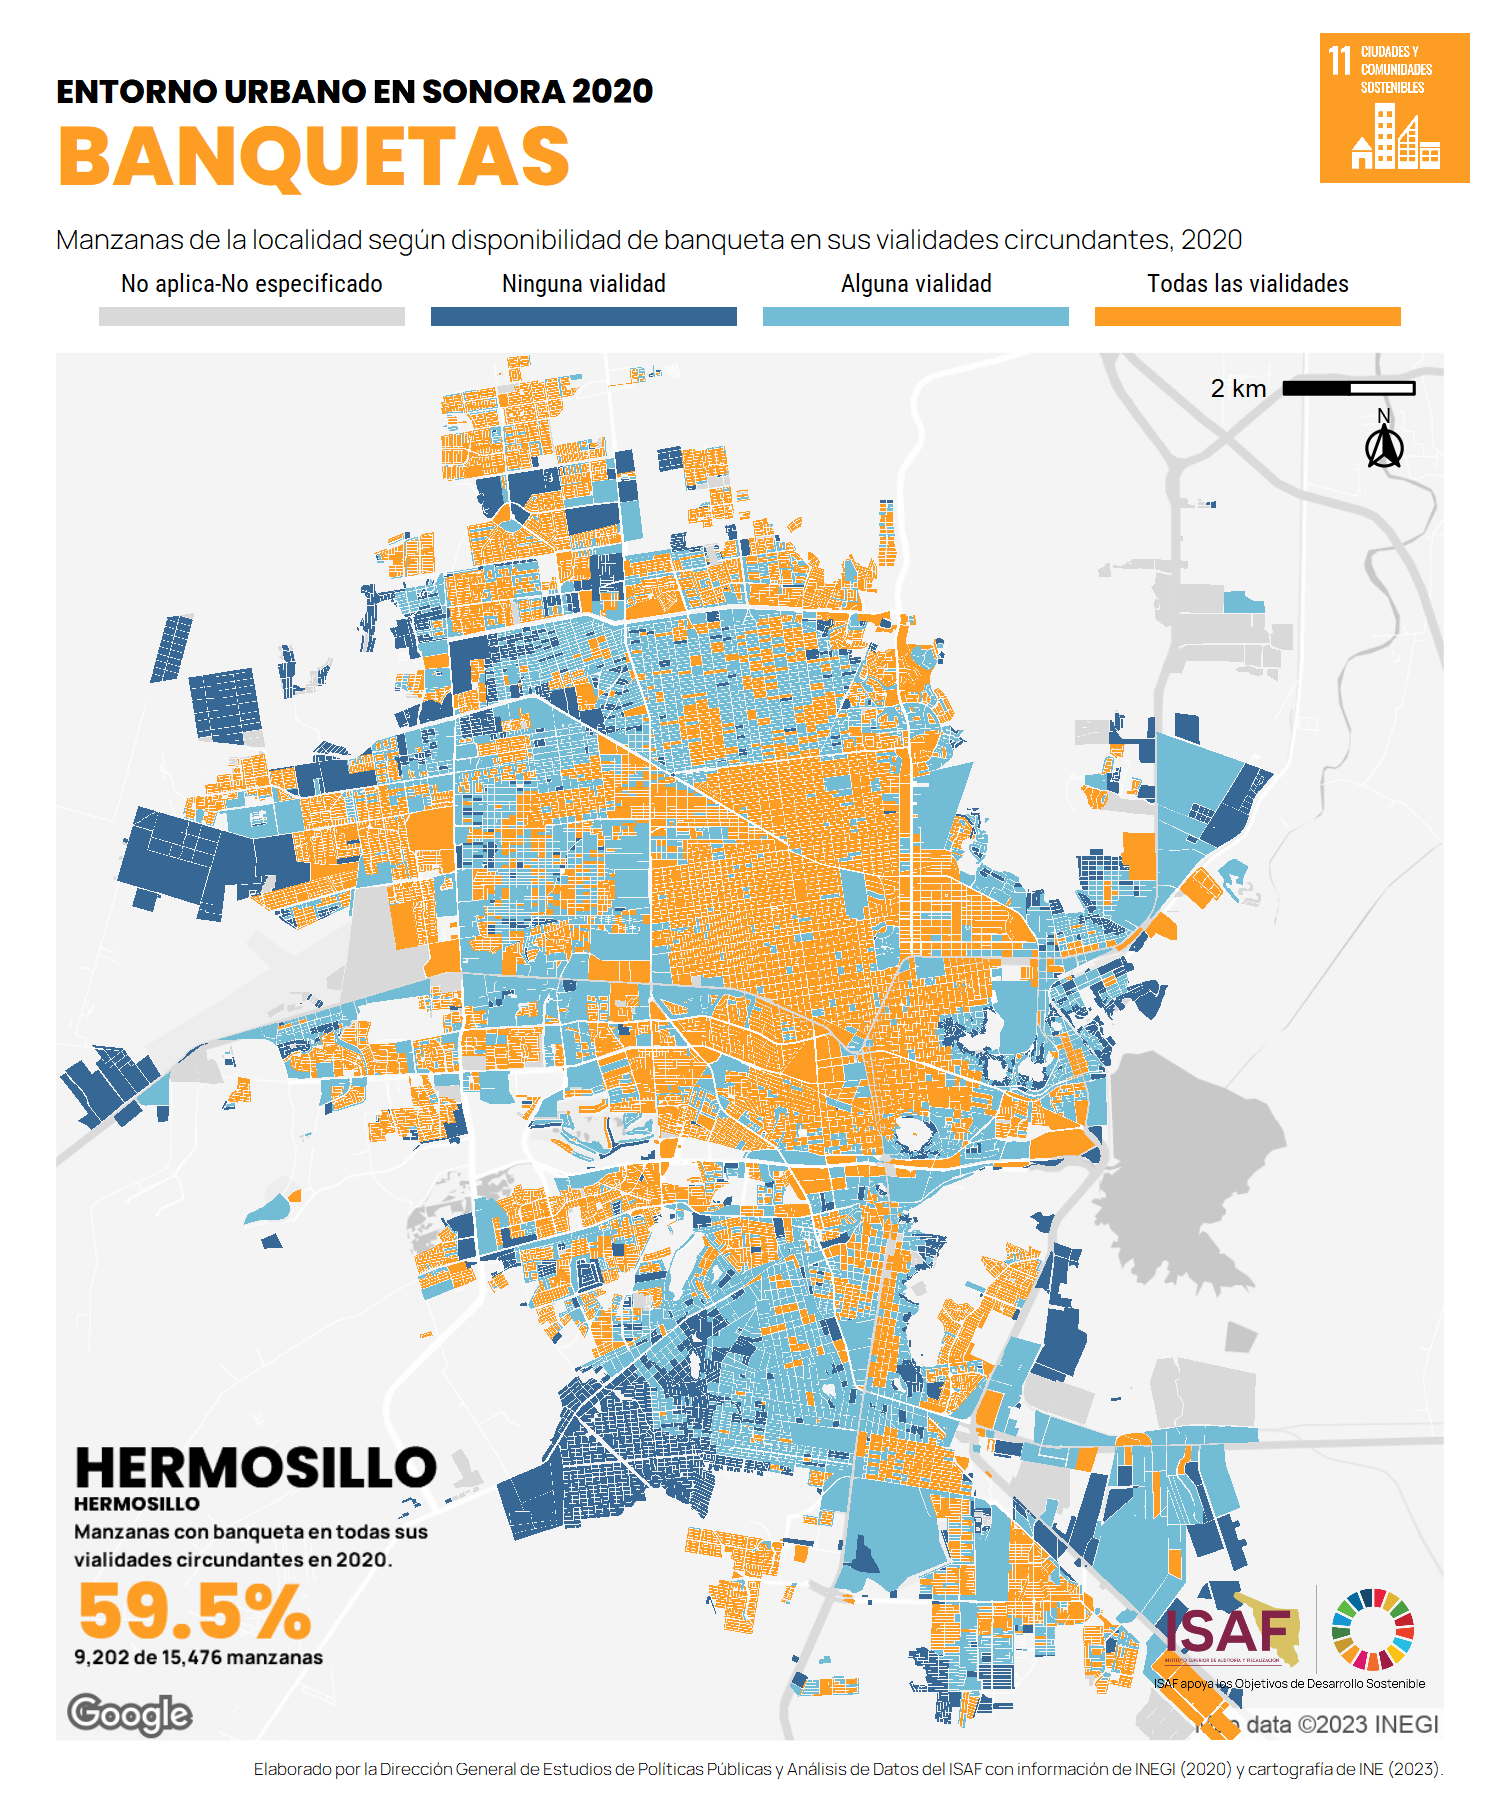 11 CIUDADES Y
COMUNIDADES
SOSTENIBLES
ENTORNO URBANO EN SONORA 2020
BANQUETAS
Manzanas de la localidad según disponibilidad de banqueta en sus vialidades circundantes, 2020
No aplica-No especificado
Ninguna vialidad
Alguna vialidad
Todas las vialidades
2 km
N
HERMOSILLO
HERMOSILLO
Manzanas con banqueta en todas sus
vialidades circundantes en 2020.
59.5%
9,202 de 15,476 manzanas
ISAF
INSTITUTO SUPERIOR DE AUDITORÍA Y FISCALIZACIÓN
ISAF apoya los Objetivos de Desarrollo Sostenible
Google
Map data ©2023 INEGI
Elaborado por la Dirección General de Estudios de Políticas Públicas y Análisis de Datos del ISAF con información de INEGI (2020) y cartografía de INE (2023).